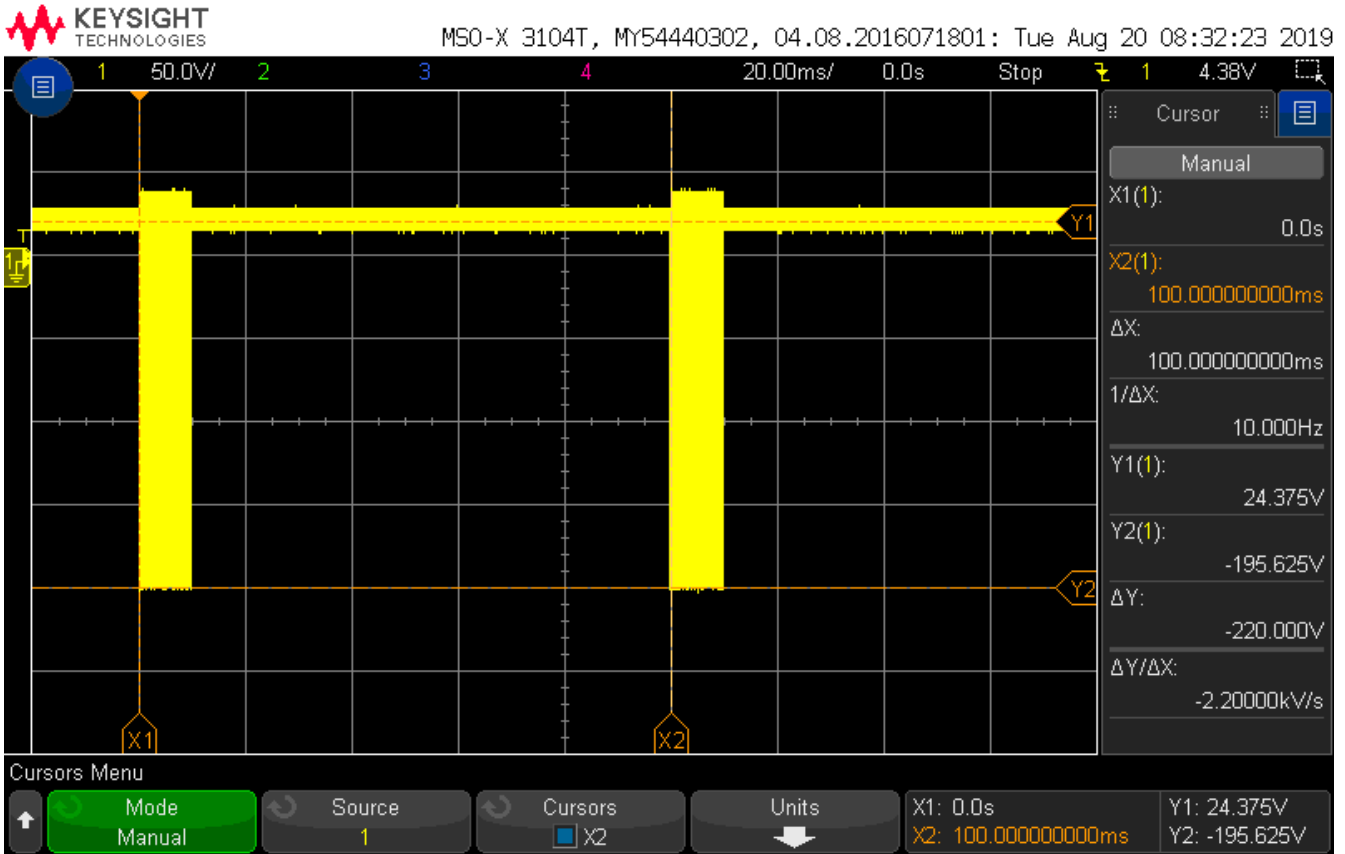 KEYSIGHT
TECHNOLOGIES
MSO-X 3104T, MY54440302, 04.08.2016071801: Tue Aug 20 08:32:23 2019
1 50.0V/ 2 3 4 20.00ms/ 0.0s Stop 1 4.38V
Cursor
Manual
X1(1):
0.0s
X2(1):
100.000000000ms
ΔX:
100.000000000ms
1/ΔX:
10.000Hz
Y1(1):
24.375V
Y2(1):
-195.625V
ΔY:
-220.000V
ΔY/ΔX:
-2.20000kV/s
T
1
Y1
Y2
X1 X2
Cursors Menu
Mode
Manual
Source
1
Cursors
X2
Units
X1: 0.0s
X2: 100.000000000ms
Y1: 24.375V
Y2: -195.625V